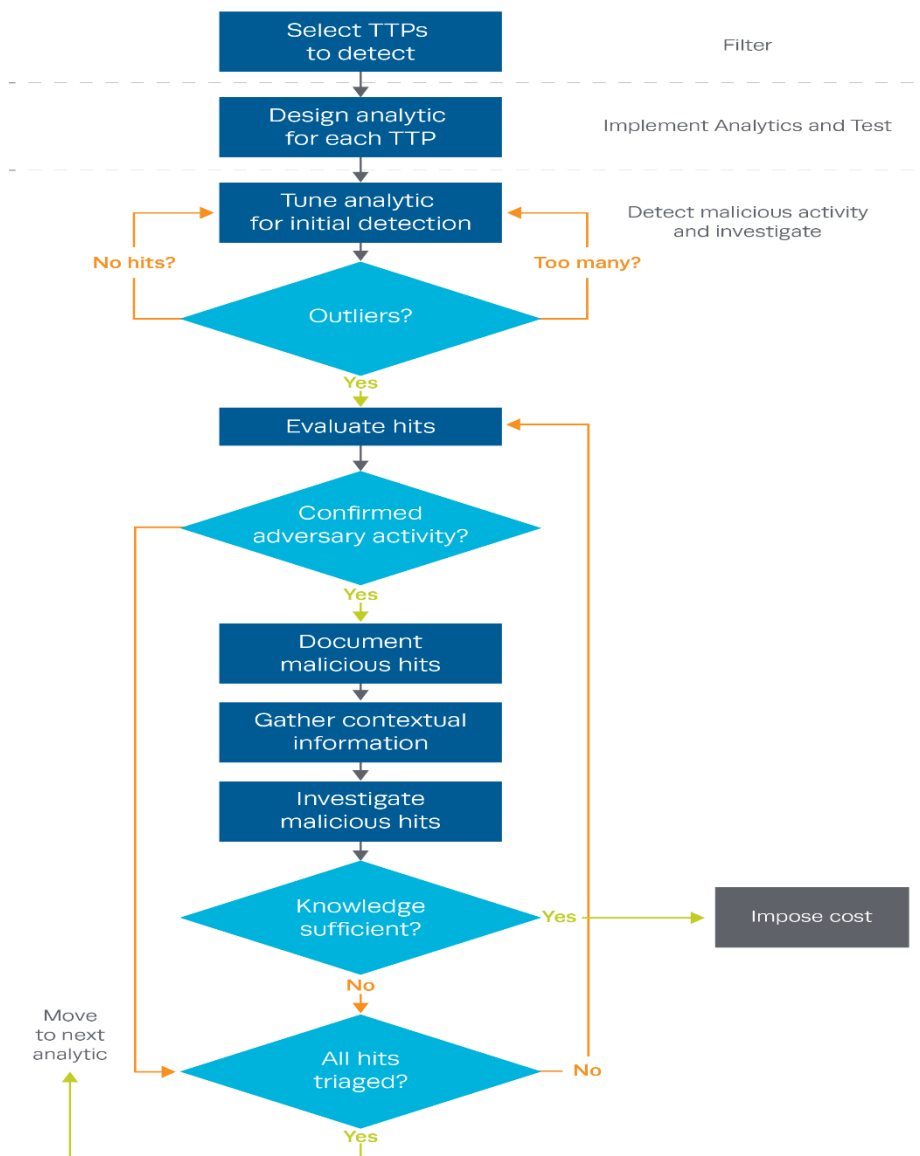 Select TTPs
to detect
Filter
Design analytic
for each TTP
Implement Analytics and Test
Tune analytic
for initial detection
Detect malicious activity
and investigate
No hits?
Too many?
Outliers?
Yes
Evaluate hits
Confirmed
adversary activity?
Yes
Document
malicious hits
Gather contextual
information
Investigate
malicious hits
Knowledge
sufficient?
Yes
Impose cost
No
Move
to next
analytic
All hits
triaged?
No
Yes